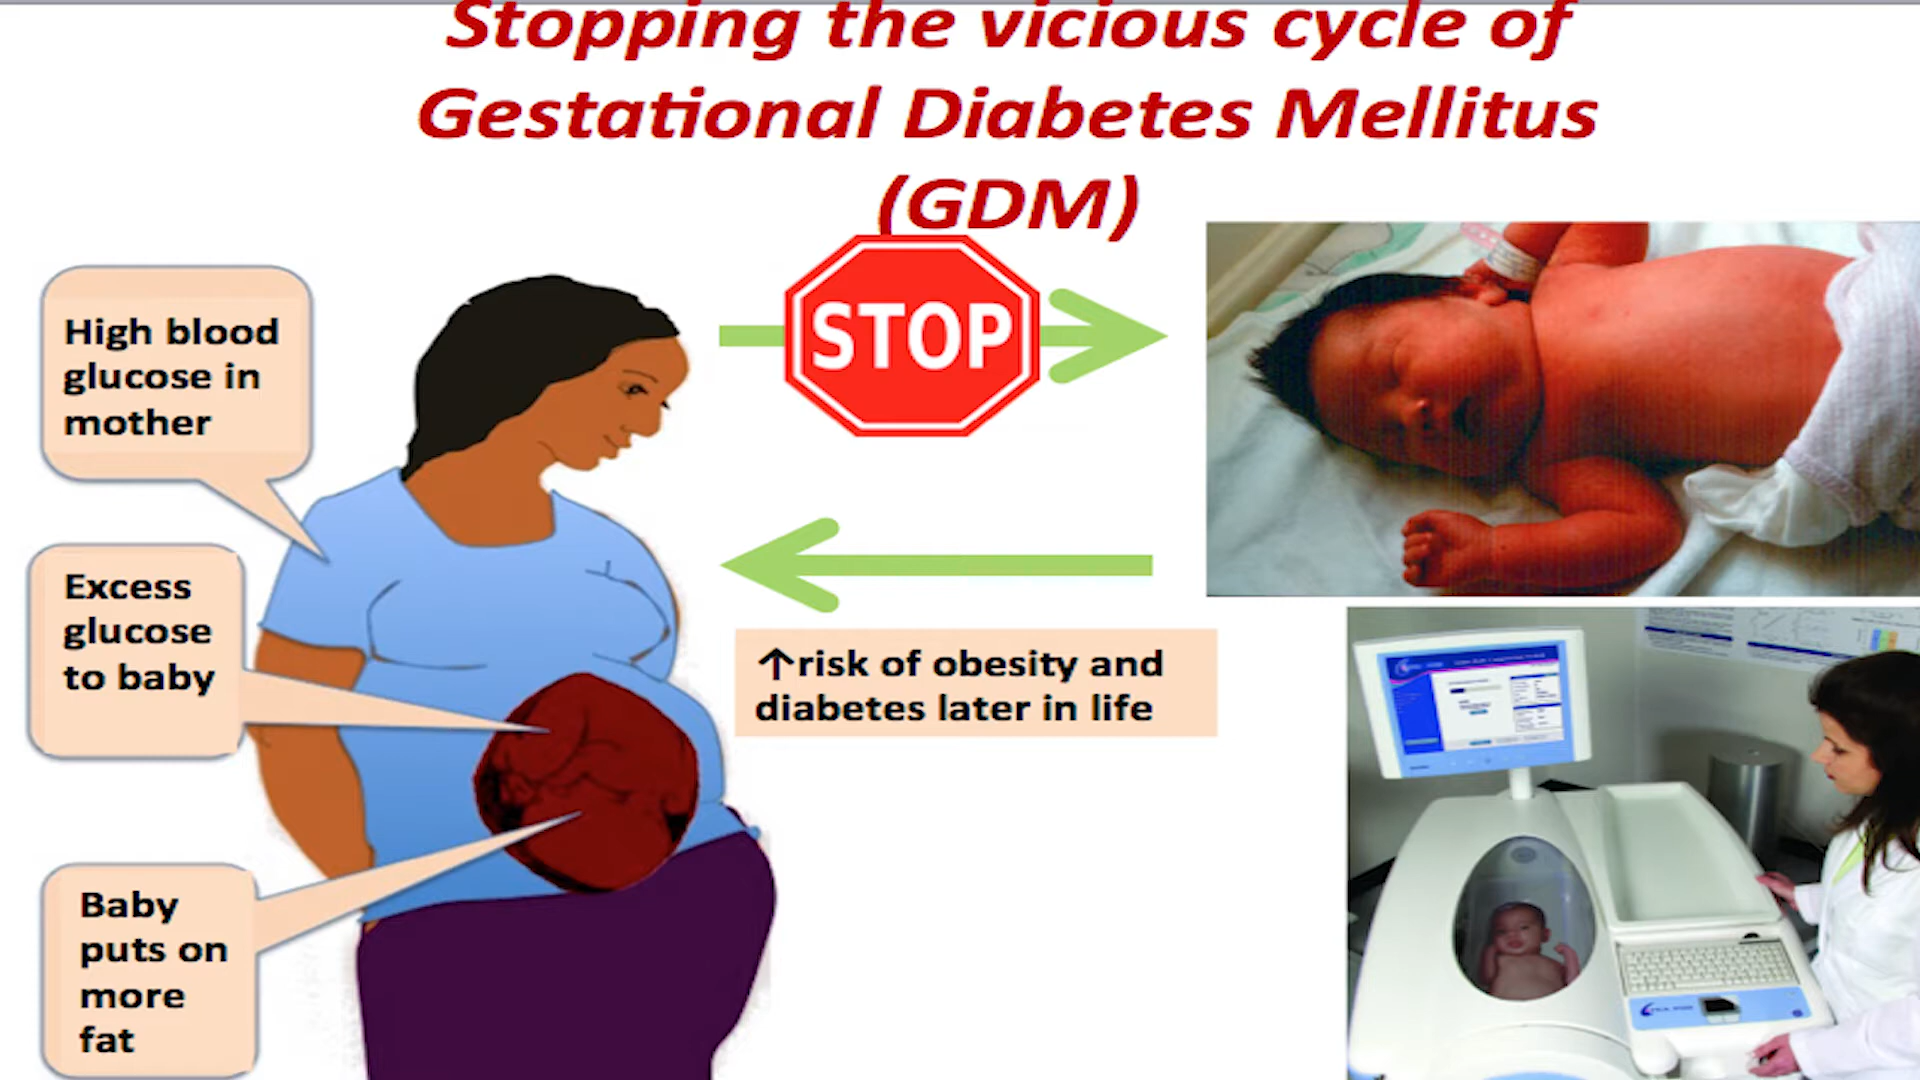 Stopping the vicious cycle of
Gestational Diabetes Mellitus
(GDM)
High blood
glucose in
mother
STOP
Excess
glucose
to baby
↑risk of obesity and
diabetes later in life
Baby
puts on
more
fat